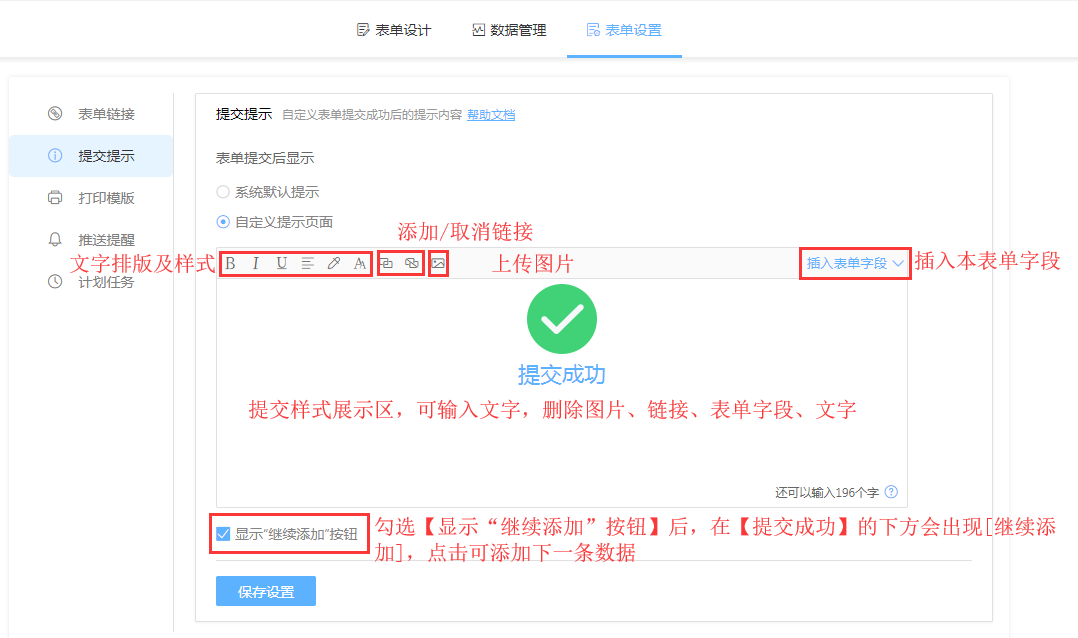 表单设计 数据管理 表单设置
表单链接
提交提示
打印模版
推送提醒
计划任务
提交提示 自定义表单提交成功后的提示内容 帮助文档
表单提交后显示
系统默认提示
自定义提示页面
添加/取消链接
文字排版及样式
B I U A
上传图片
插入表单字段
插入本表单字段
提交成功
提交样式展示区，可输入文字，删除图片、链接、表单字段、文字
还可以输入196个字 ?
显示“继续添加”按钮
勾选【显示“继续添加”按钮】后，在【提交成功】的下方会出现[继续添
加]，点击可添加下一条数据
保存设置